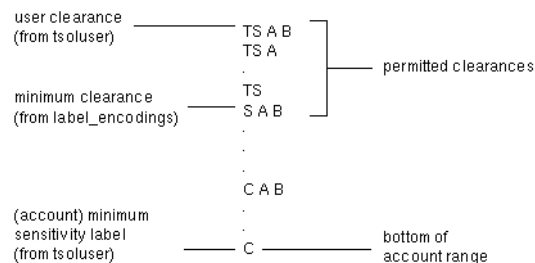 user clearance
(from tsoluser)
TS A B
TS A
.
permitted clearances
TS
minimum clearance
(from label_encodings)
S A B
.
.
.
C A B
.
(account) minimum
sensitivity label
(from tsoluser)
.
C
bottom of
account range